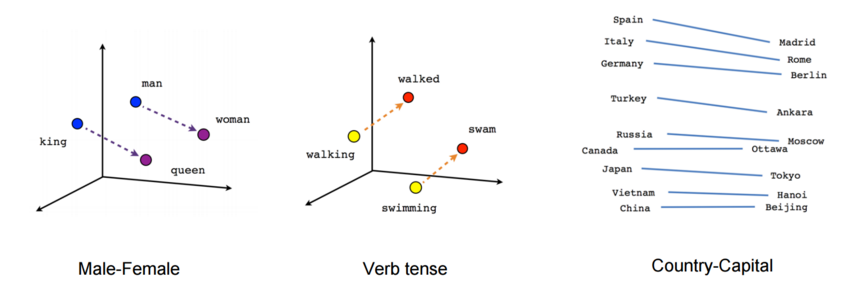 man
woman
king
queen
Male-Female
walked
swam
walking
swimming
Verb tense
Spain
Madrid
Italy
Rome
Germany
Berlin
Turkey
Ankara
Russia
Moscow
Canada
Ottawa
Japan
Tokyo
Vietnam
Hanoi
China
Beijing
Country-Capital